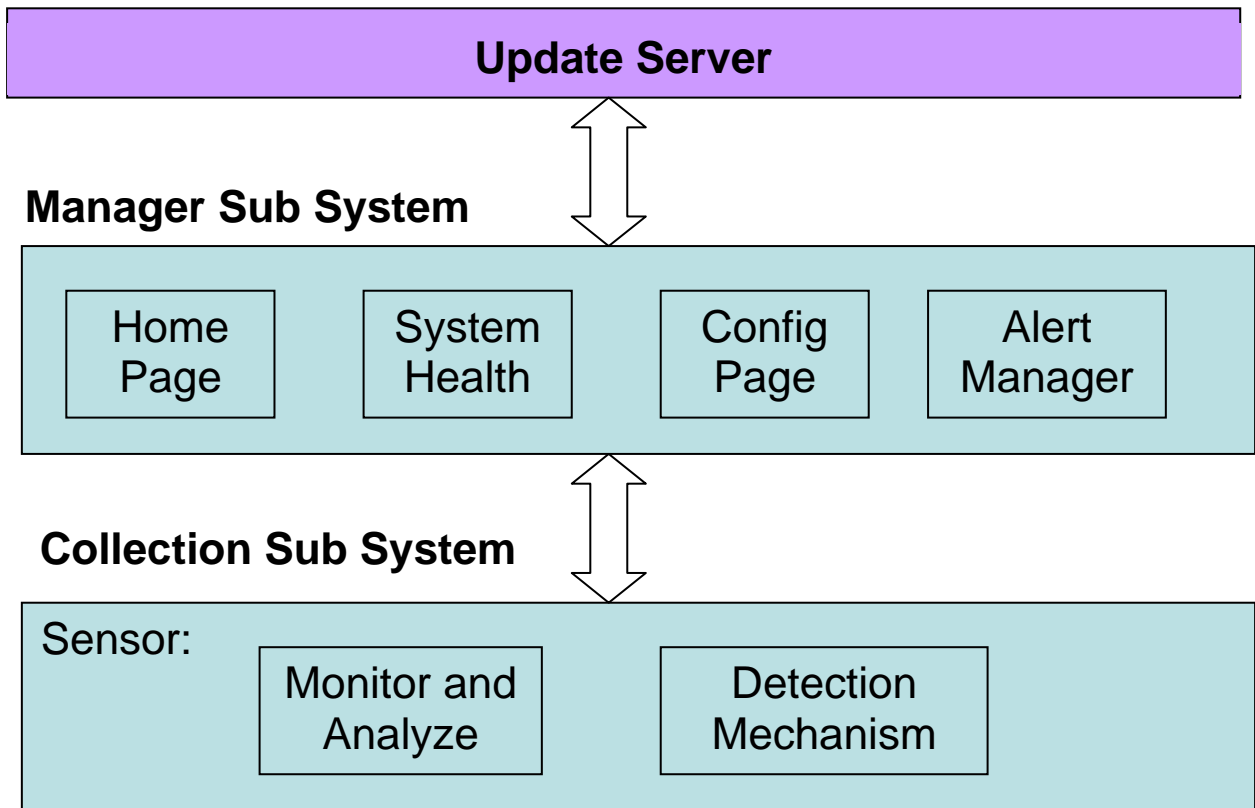 Update Server
Manager Sub System
Home
Page
System
Health
Config
Page
Alert
Manager
Collection Sub System
Sensor:
Monitor and
Analyze
Detection
Mechanism